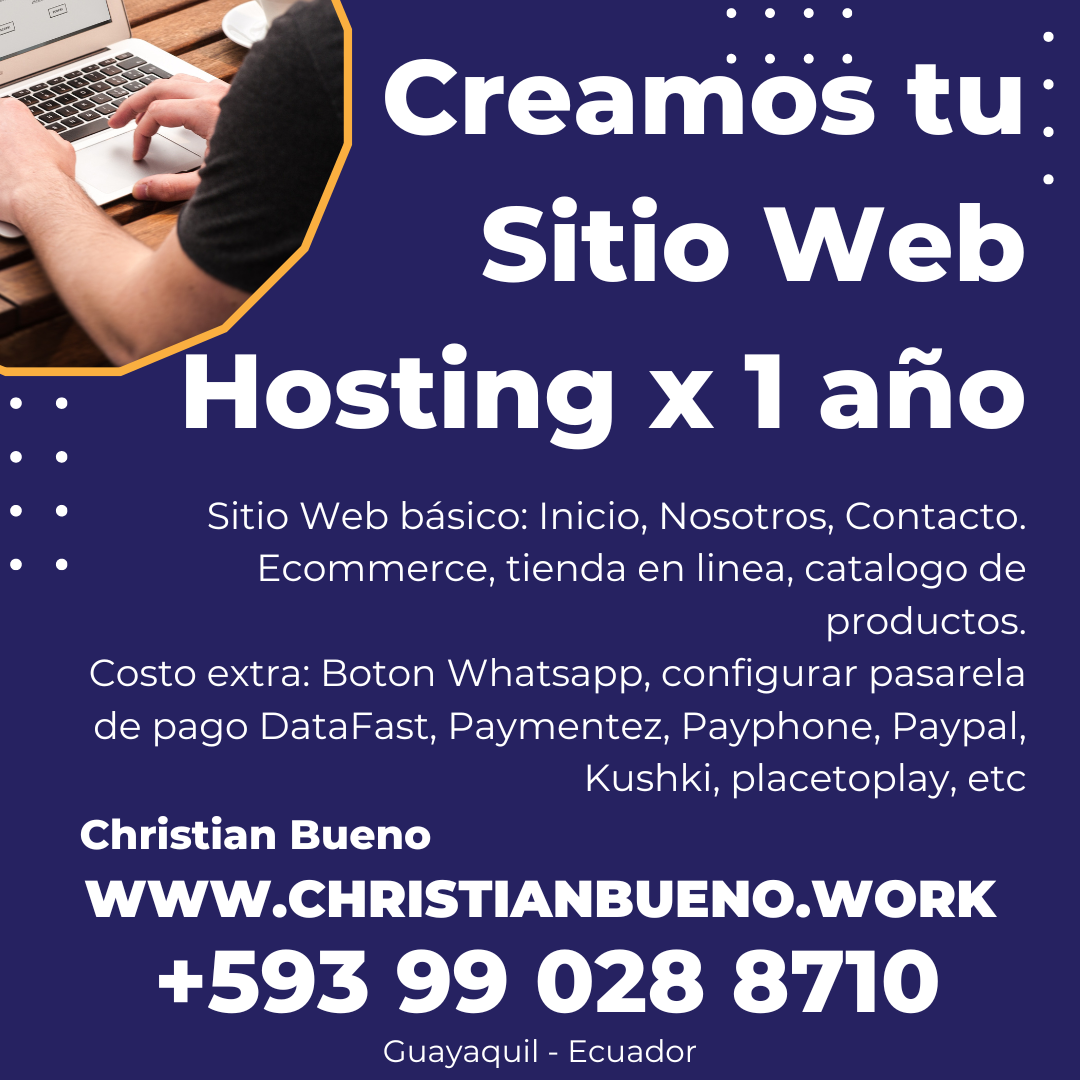 Creamos tu
Sitio Web
Hosting x 1 año
Sitio Web básico: Inicio, Nosotros, Contacto.
Ecommerce, tienda en linea, catalogo de
productos.
Costo extra: Boton Whatsapp, configurar pasarela
de pago DataFast, Paymentez, Payphone, Paypal,
Kushki, placetoplay, etc
Christian Bueno
WWW.CHRISTIANBUENO.WORK
+593 99 028 8710
Guayaquil - Ecuador